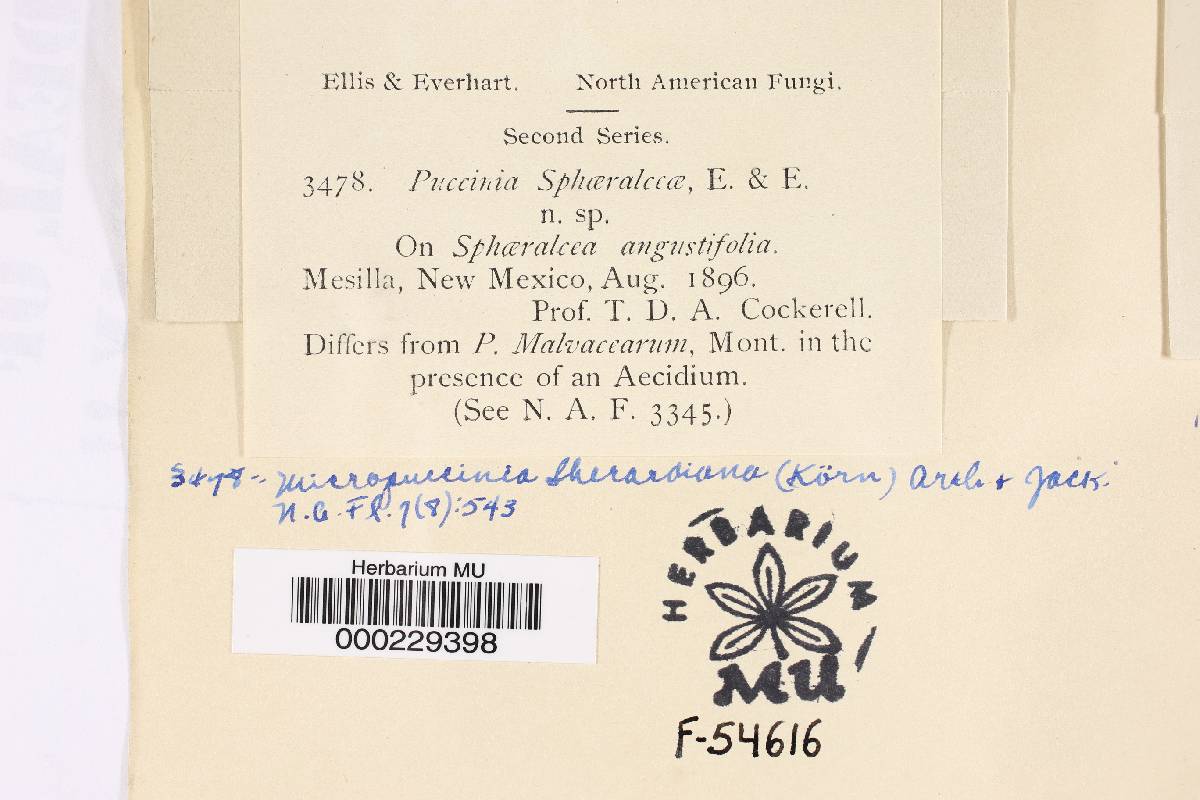 Ellis & Everhart. North American Fungi.
Second Series.
3478. Puccinia Sphæralceæ, E. & E.
n. sp.
On Sphæralcea angustifolia.
Mesilla, New Mexico, Aug. 1896.
Prof. T. D. A. Cockerell.
Differs from P. Malvacearum, Mont. in the
presence of an Aecidium.
(See N. A. F. 3345.)
3478-- Micropuccinia Sherardiana (Körn) Arth & Jack.
N.A.Fl. 7(8):543
Herbarium MU
000229398
HERBARIUM
MU
F-54616